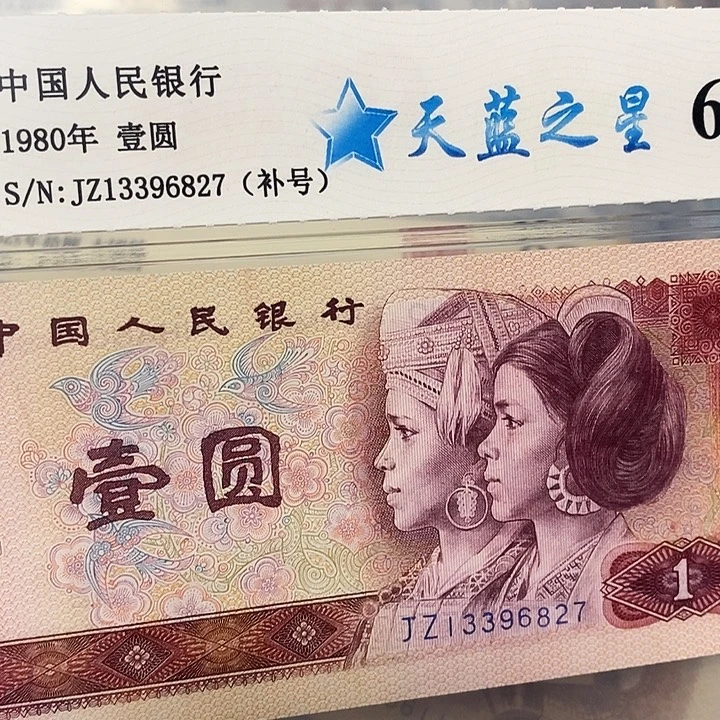 中国人民银行
1980年 壹圆
S/N:JZ13396827（补号）
天蓝之星
6
中国人民银行
壹圆
JZ13396827
1